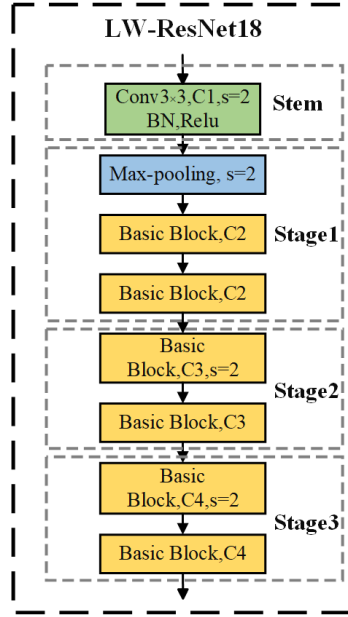 LW-ResNet18
Conv3×3,C1,s=2
BN,Relu
Stem
Max-pooling, s=2
Basic Block,C2
Stage1
Basic Block,C2
Basic
Block,C3,s=2
Stage2
Basic Block,C3
Basic
Block,C4,s=2
Stage3
Basic Block,C4